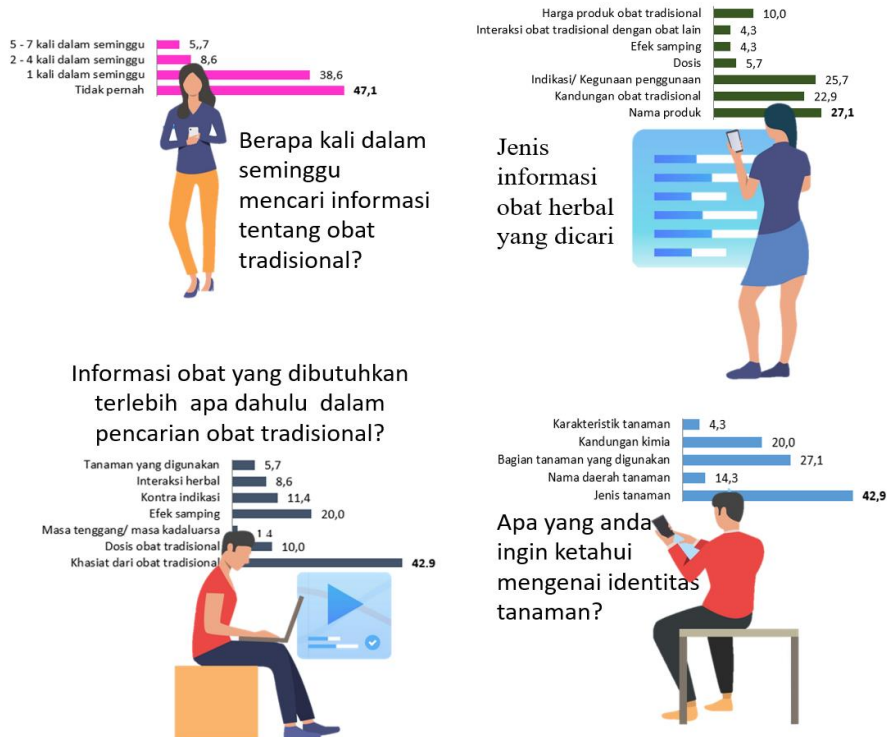 5 - 7 kali dalam seminggu 5,,7
2 - 4 kali dalam seminggu 8,6
1 kali dalam seminggu 38,6
Tidak pernah 47,1
Berapa kali dalam
seminggu
mencari informasi
tentang obat
tradisional?
Harga produk obat tradisional 10,0
Interaksi obat tradisional dengan obat lain 4,3
Efek samping 4,3
Dosis 5,7
Indikasi/ Kegunaan penggunaan 25,7
Kandungan obat tradisional 22,9
Nama produk 27,1
Jenis
informasi
obat herbal
yang dicari
Informasi obat yang dibutuhkan
terlebih apa dahulu dalam
pencarian obat tradisional?
Tanaman yang digunakan 5,7
Interaksi herbal 8,6
Kontra indikasi 11,4
Efek samping 20,0
Masa tenggang/ masa kadaluarsa 1 4
Dosis obat tradisional 10,0
Khasiat dari obat tradisional 42.9
Karakteristik tanaman 4,3
Kandungan kimia 20,0
Bagian tanaman yang digunakan 27,1
Nama daerah tanaman 14,3
Jenis tanaman 42,9
Apa yang anda
ingin ketahui
mengenai identitas
tanaman?